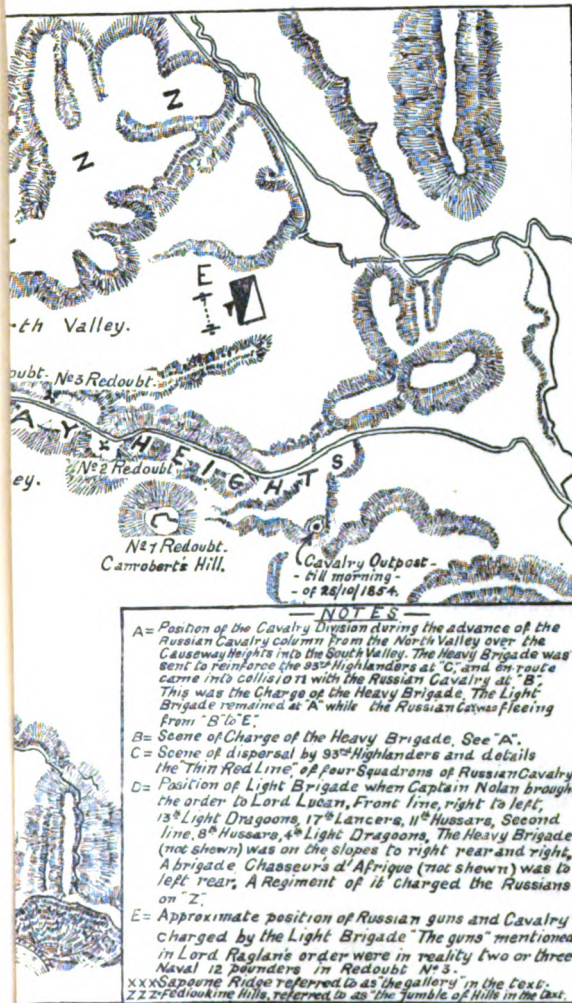 Z
Z
E
th Valley.
oubt. Nº3 Redoubt.
A Y HEIGHTS
Nº2 Redoubt
ey.
Nº1 Redoubt.
Canrobert's Hill.
Cavalry Outpost
- till morning -
- of 25/10/1854.
NOTES
A = Position of the Cavalry Division during the advance of the
Russian Cavalry column from the North Valley over the
Causeway Heights into the South Valley. The Heavy Brigade was
sent to reinforce the 93rd Highlanders at "C", and en route
came into collision with the Russian Cavalry at "B".
This was the Charge of the Heavy Brigade. The Light
Brigade remained at "A" while the Russian Cav. was fleeing
from "B" to "E".
B = Scene of Charge of the Heavy Brigade. See "A".
C = Scene of dispersal by 93rd Highlanders and details
the "Thin Red Line", of four Squadrons of Russian Cavalry
D = Position of Light Brigade when Captain Nolan brough
the order to Lord Lucan, Front line, right to left,
13th Light Dragoons, 17th Lancers, 11th Hussars, Second
line, 8th Hussars, 4th Light Dragoons, The Heavy Brigade
(not shewn) was on the slopes to right rear and right,
A brigade Chasseur's d'Afrique (not shewn) was to
left rear, A Regiment of it charged the Russians
on "Z".
E = Approximate position of Russian guns and Cavalry
charged by the Light Brigade "The guns" mentioned
in Lord Raglan's order were in reality two or three
Naval 12 pounders in Redoubt Nº3.
XXX Sapoune Ridge referred to as "the gallery" in the text.
ZZZ Fedioukine Hills, referred to as "the Jumble of Hills in the text.